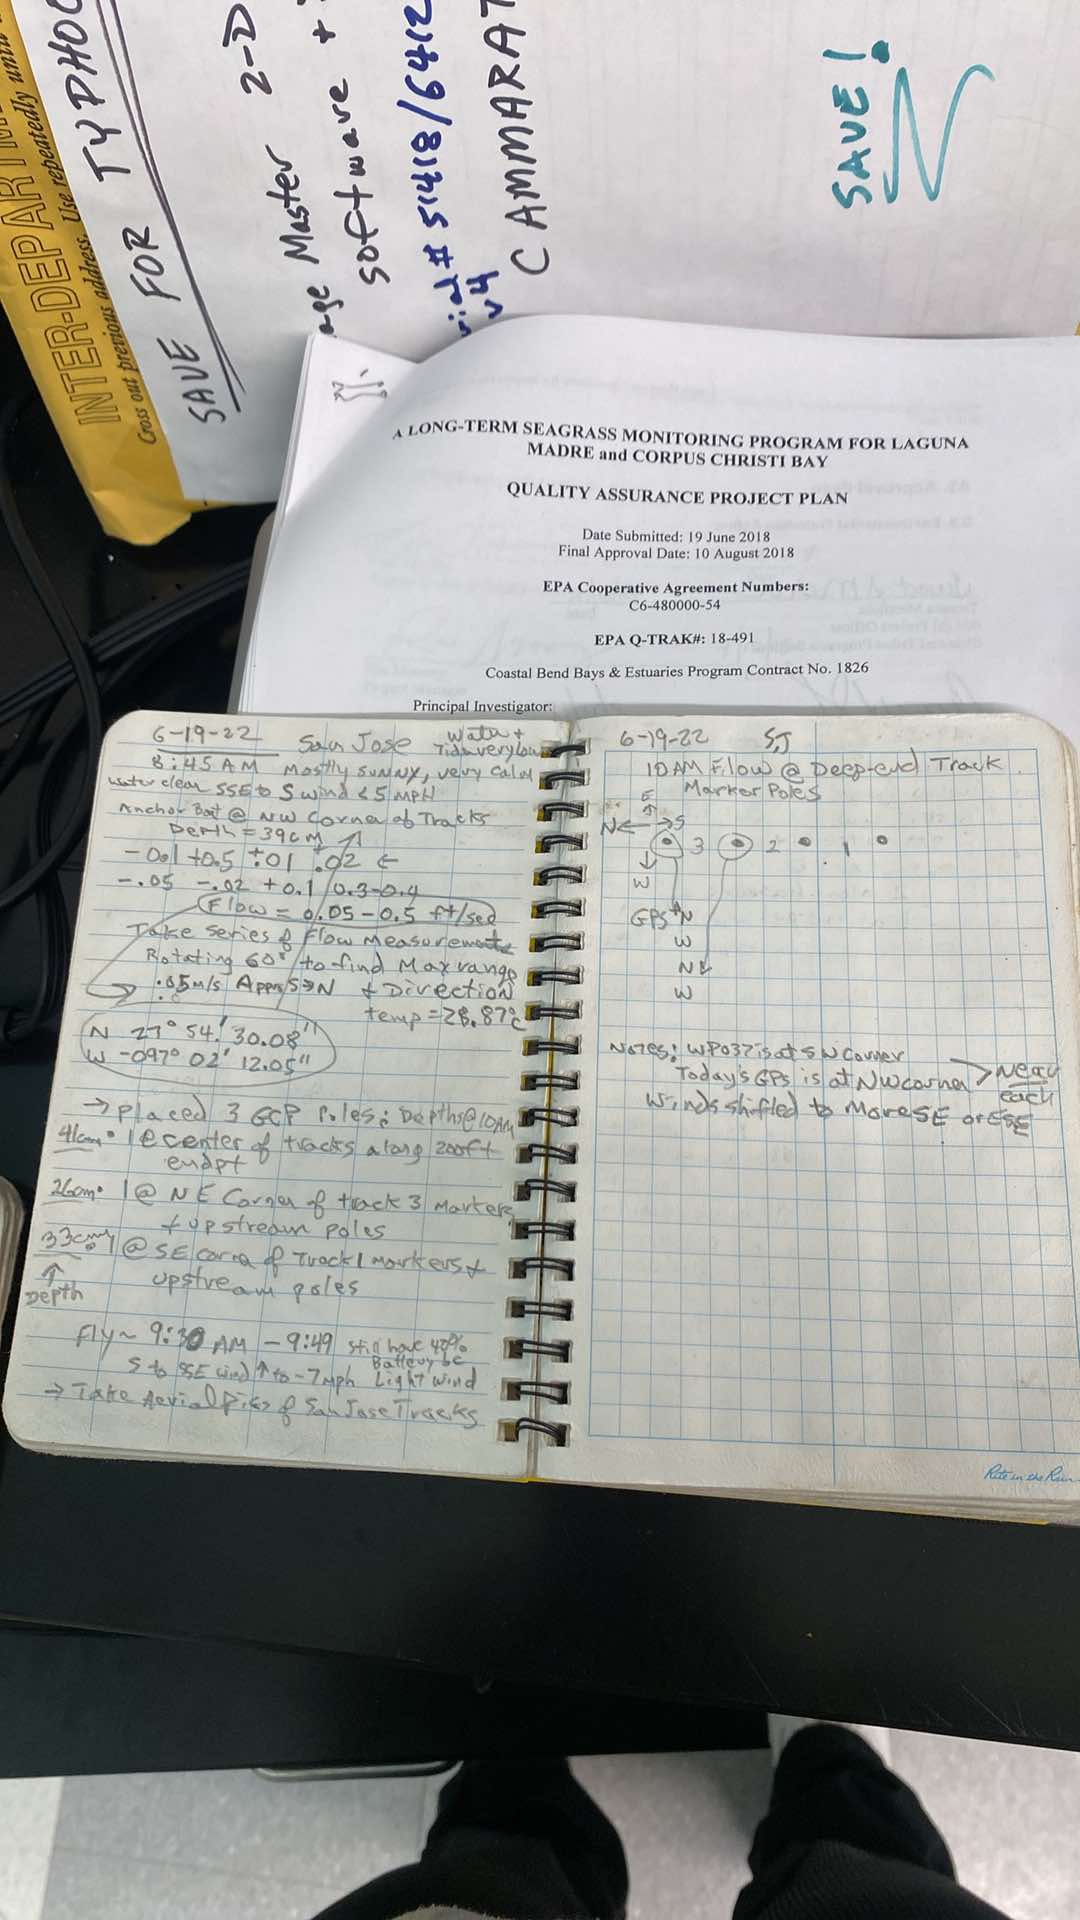 INTER-DEPARTM
Cross out previous address. Use repeatedly until
SAVE FOR TYPHOO
age Master 2-D
software +
# 51418/6412
v4
CAMMARAT
SAVE!
A LONG-TERM SEAGRASS MONITORING PROGRAM FOR LAGUNA
MADRE and CORPUS CHRISTI BAY
QUALITY ASSURANCE PROJECT PLAN
Date Submitted: 19 June 2018
Final Approval Date: 10 August 2018
EPA Cooperative Agreement Numbers:
C6-480000-54
EPA Q-TRAK#: 18-491
Coastal Bend Bays & Estuaries Program Contract No. 1826
Principal Investigator:
6-19-22 San Jose Water +
Tide very low
8:45 AM Mostly sunny, very calm
water clear SSE to S wind < 5 MPH
Anchor Boat @ NW Corner of Tracks
Depth = 39cm
-0.1 +0.5 ÷01 ÷02 ←
-.05 -.02 +0.1 0.3-0.4
Flow = 0.05-0.5 ft/sec
Take series of Flow Measurements
Rotating 60° to find Max range
→ .05m/s Approx S→N + Direction
temp = 28.87°C
N 27° 54.' 30.08"
W -097° 02' 12.05"
→ Placed 3 GCP Poles: Depths @ 10AM
41cm • 1 @ center of tracks along 200ft
endpt
26cm • 1 @ NE Corner of track 3 Markers
+ upstream poles
33cm • 1 @ SE corner of Track 1 Markers +
upstream poles
↑
Depth
Fly ~ 9:30 AM - 9:49 still have 40%
Battery bc
S to SSE wind ↑ to ~7mph Light wind
→ Take Aerial Pics of San Jose Tracks
6-19-22 SJ
10 AM Flow @ Deep-end Track
Marker Poles
E
N ← → S
3 2 1
W
GPS N
W
N
W
Notes: WP037 is at SW corner
Today's GPS is at NW corner > Near
each
Winds shifted to More SE or ESE
Rite in the Rain